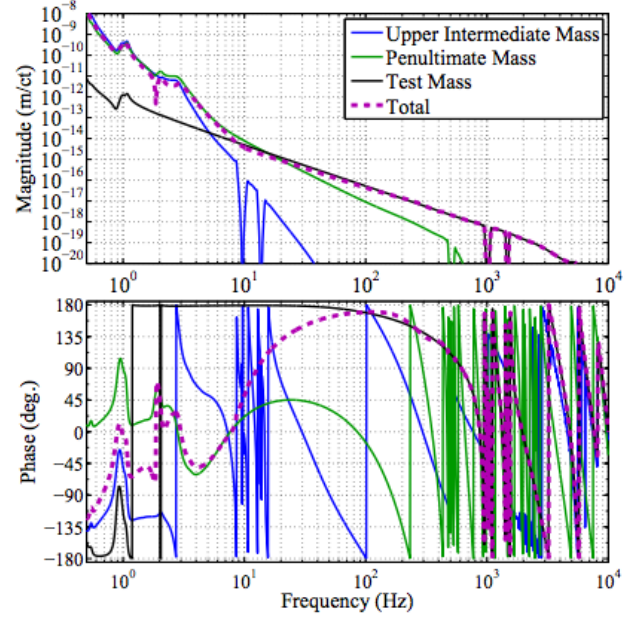 10^-8
10^-9
10^-10
10^-11
10^-12
10^-13
10^-14
10^-15
10^-16
10^-17
10^-18
10^-19
10^-20
Magnitude (m/ct)
Upper Intermediate Mass
Penultimate Mass
Test Mass
Total
10^0 10^1 10^2 10^3 10^4
180
135
90
45
0
−45
−90
−135
−180
Phase (deg.)
10^0 10^1 10^2 10^3 10^4
Frequency (Hz)